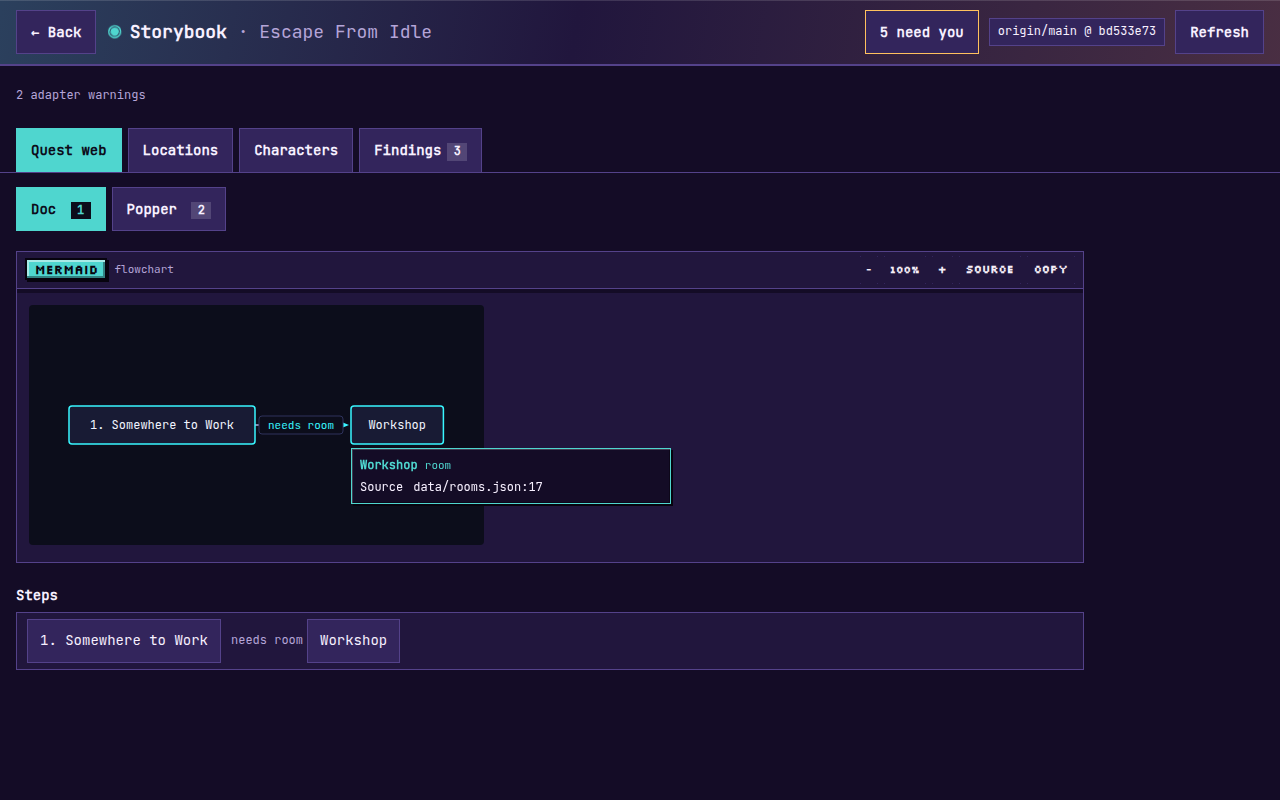 ← Back
Storybook · Escape From Idle
5 need you
origin/main @ bd533e73
Refresh
2 adapter warnings
Quest web
Locations
Characters
Findings 3
Doc 1
Popper 2
MERMAID flowchart
- 100% + SOURCE COPY
1. Somewhere to Work
needs room
Workshop
Workshop room
Source data/rooms.json:17
Steps
1. Somewhere to Work needs room Workshop